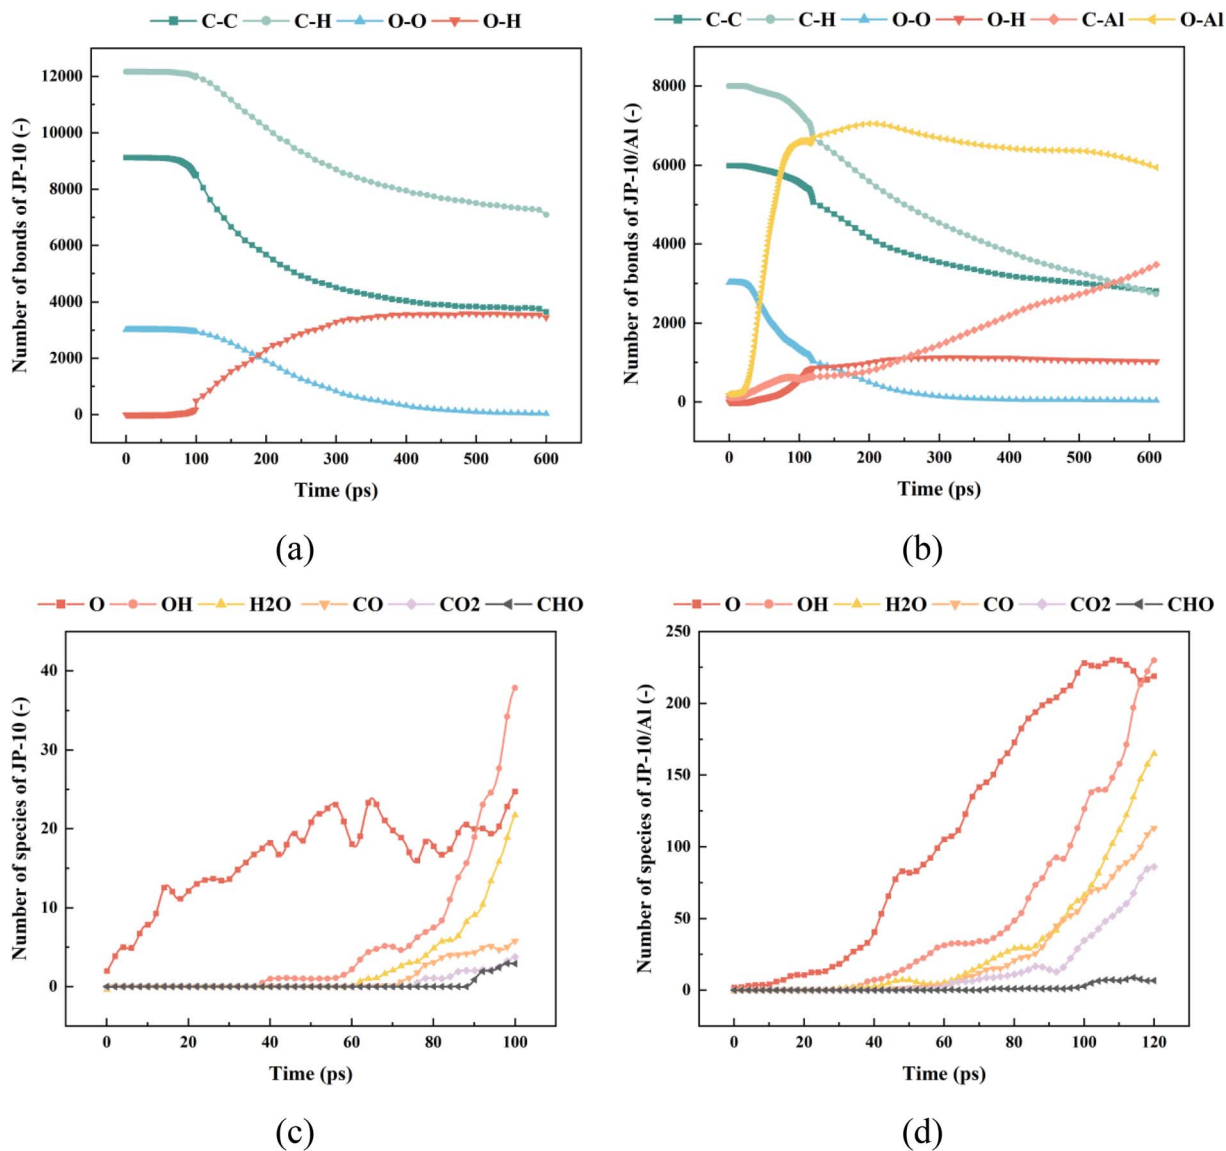 C-C C-H O-O O-H
12000
10000
8000
6000
4000
2000
0
Number of bonds of JP-10 (-)
0 100 200 300 400 500 600
Time (ps)
(a)
C-C C-H O-O O-H C-Al O-Al
8000
6000
4000
2000
0
Number of bonds of JP-10/Al (-)
0 100 200 300 400 500 600
Time (ps)
(b)
O OH H2O CO CO2 CHO
40
30
20
10
0
Number of species of JP-10 (-)
0 20 40 60 80 100
Time (ps)
(c)
O OH H2O CO CO2 CHO
250
200
150
100
50
0
Number of species of JP-10/Al (-)
0 20 40 60 80 100 120
Time (ps)
(d)